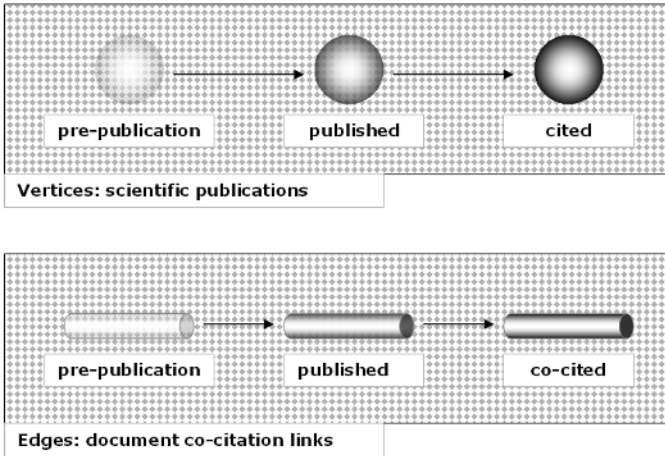 pre-publication published cited
Vertices: scientific publications
pre-publication published co-cited
Edges: document co-citation links